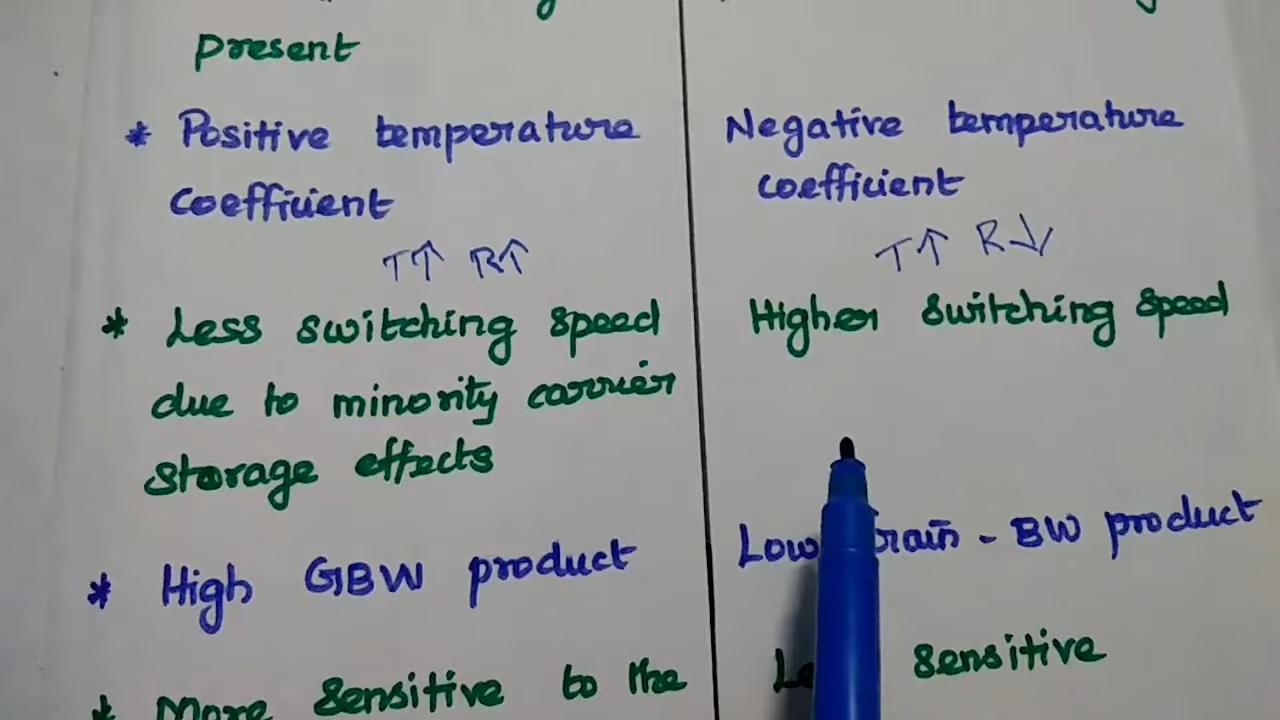 present
* Positive temperature
coefficient
T↑ R↑
* Less switching speed
due to minority carrier
storage effects
* High GBW product
* More sensitive to the
Negative temperature
coefficient
T↑ R↓
Higher switching speed
Low - BW product
sensitive